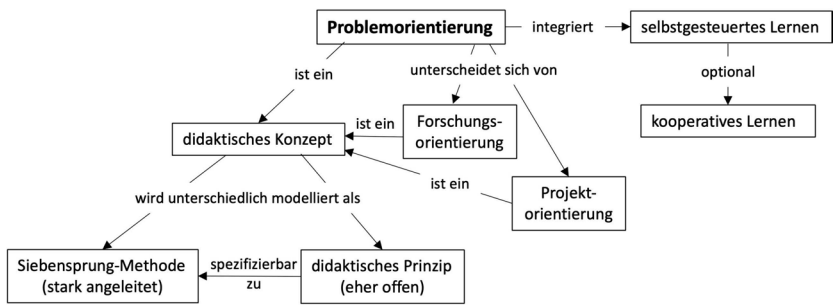 Problemorientierung
integriert
selbstgesteuertes Lernen
ist ein
unterscheidet sich von
optional
didaktisches Konzept
ist ein
Forschungs-
orientierung
kooperatives Lernen
ist ein
Projekt-
orientierung
wird unterschiedlich modelliert als
Siebensprung-Methode
(stark angeleitet)
spezifizierbar
zu
didaktisches Prinzip
(eher offen)